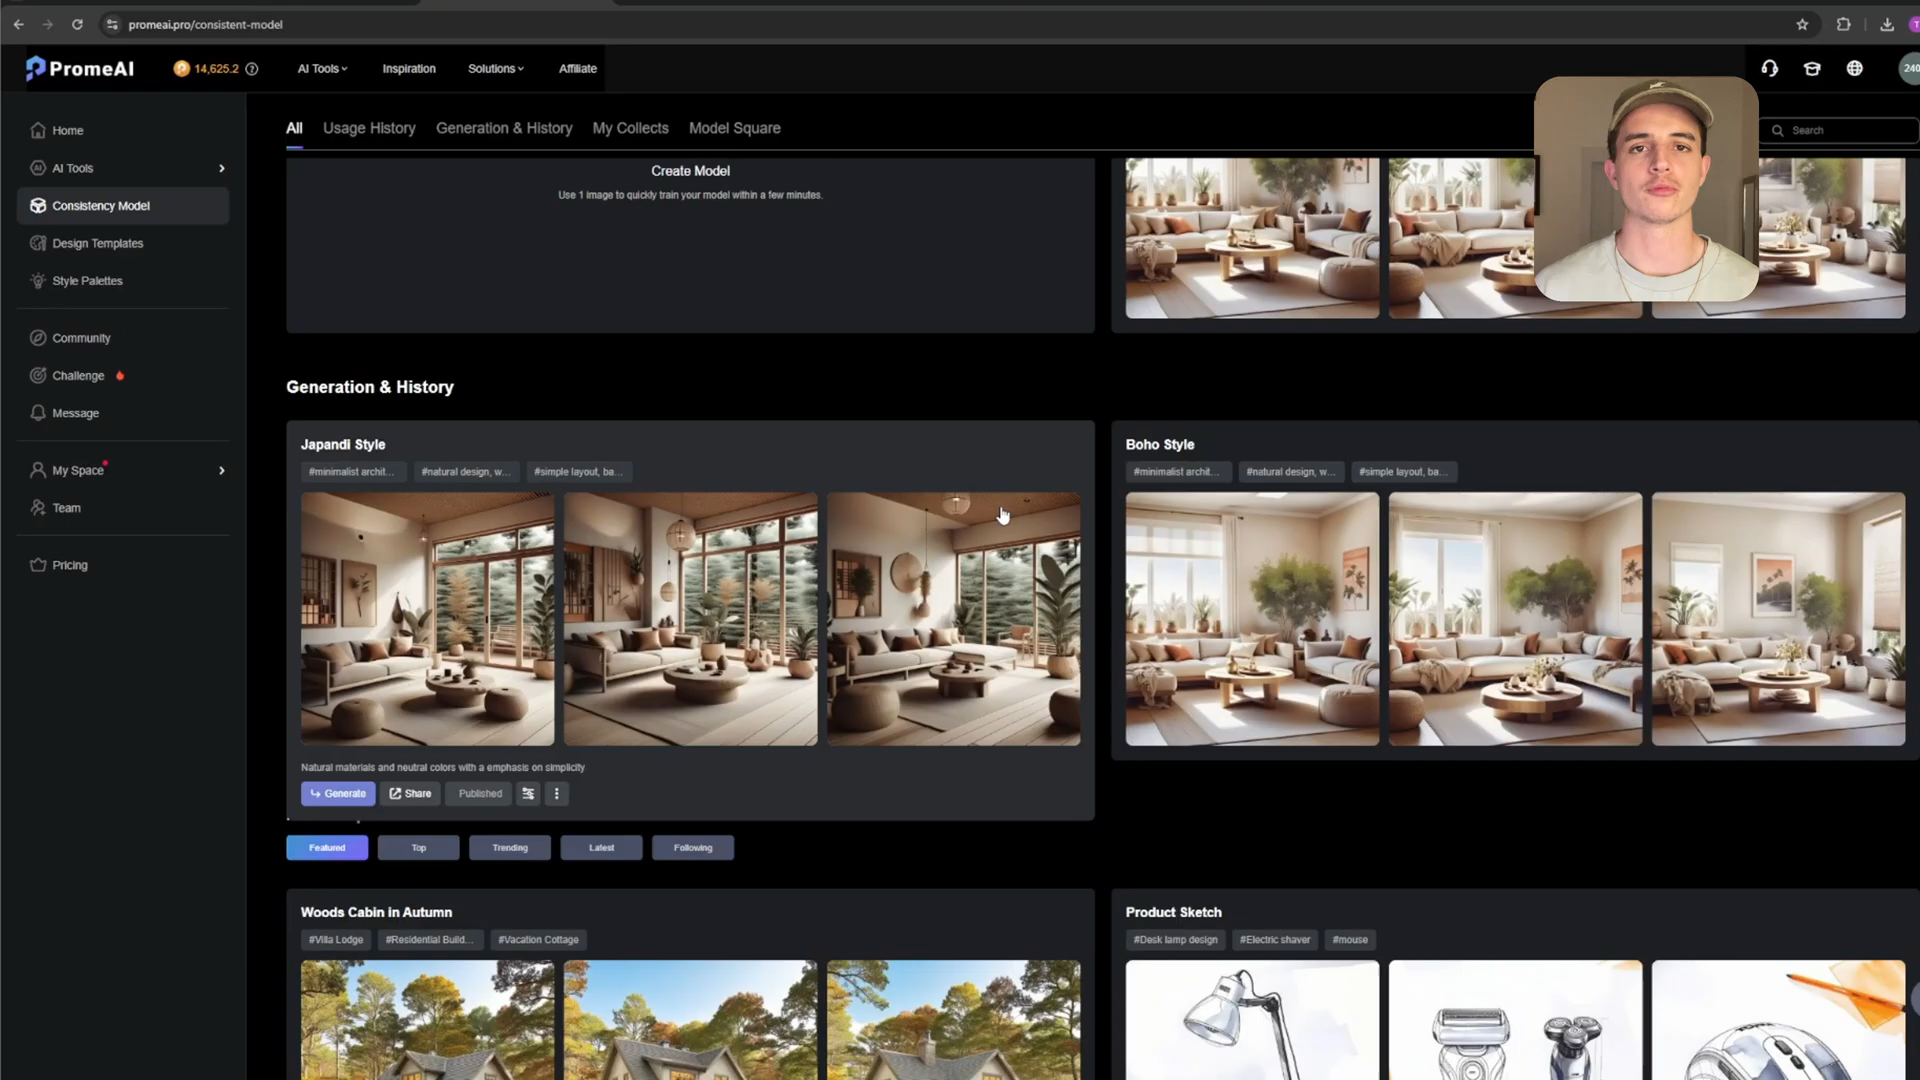 promeai.pro/consistent-model
PromeAI
14,625.2
AI Tools
Inspiration
Solutions
Affiliate
240
Home
AI Tools
Consistency Model
Design Templates
Style Palettes
Community
Challenge
Message
My Space
Team
Pricing
All
Usage History
Generation & History
My Collects
Model Square
Search
Create Model
Use 1 image to quickly train your model within a few minutes.
Generation & History
Japandi Style
#minimalist archit...
#natural design, w...
#simple layout, ba...
Natural materials and neutral colors with a emphasis on simplicity
Generate
Share
Published
Boho Style
#minimalist archit...
#natural design, w...
#simple layout, ba...
Featured
Top
Trending
Latest
Following
Woods Cabin in Autumn
#Villa Lodge
#Residential Build...
#Vacation Cottage
Product Sketch
#Desk lamp design
#Electric shaver
#mouse